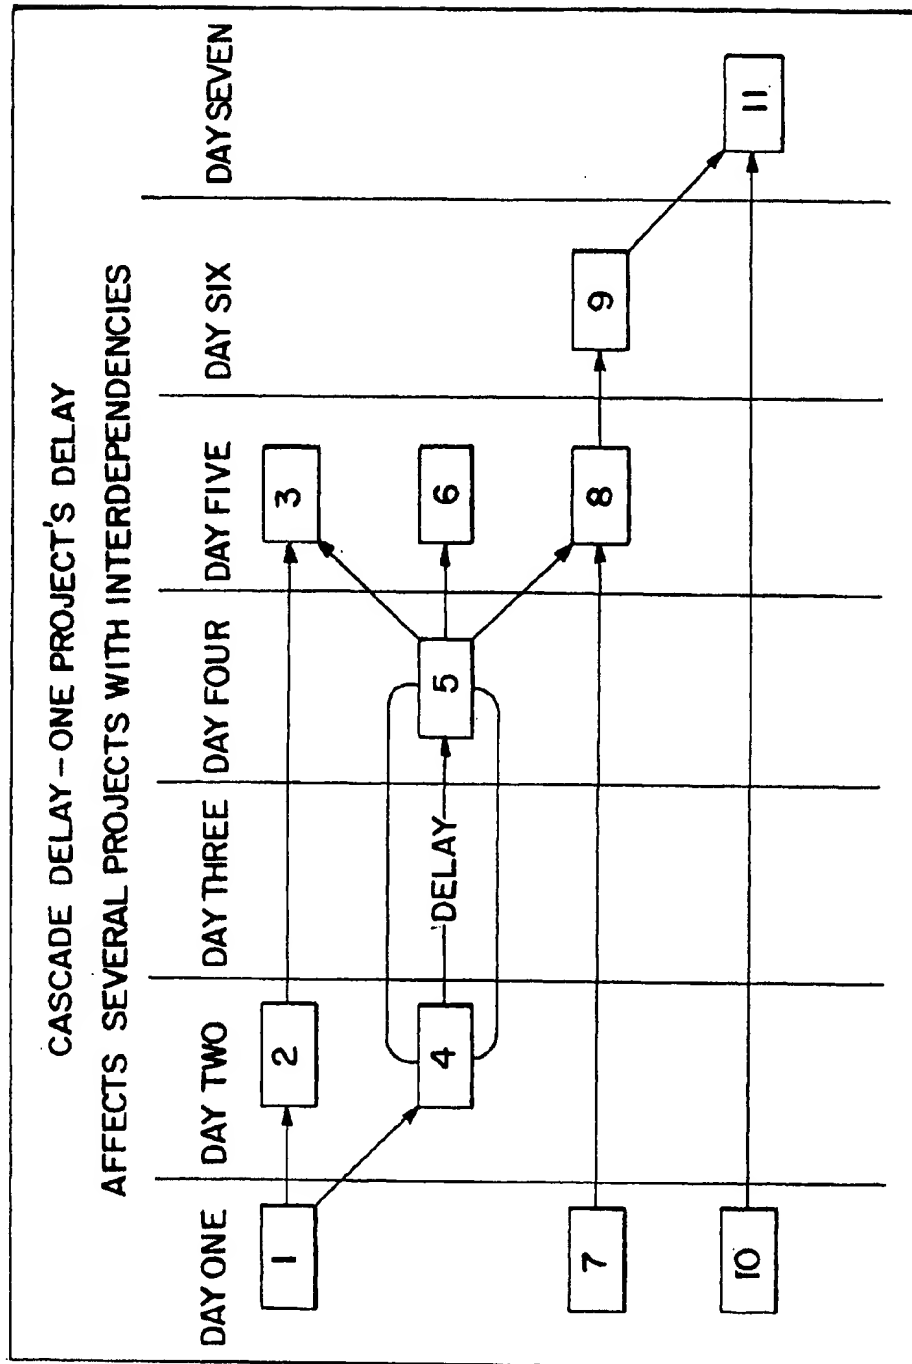 CASCADE DELAY-ONE PROJECT'S DELAY
AFFECTS SEVERAL PROJECTS WITH INTERDEPENDENCIES
DAY ONE DAY TWO DAY THREE DAY FOUR DAY FIVE DAY SIX DAY SEVEN
1 2 3
4 DELAY 5 6
7 8 9
10 11